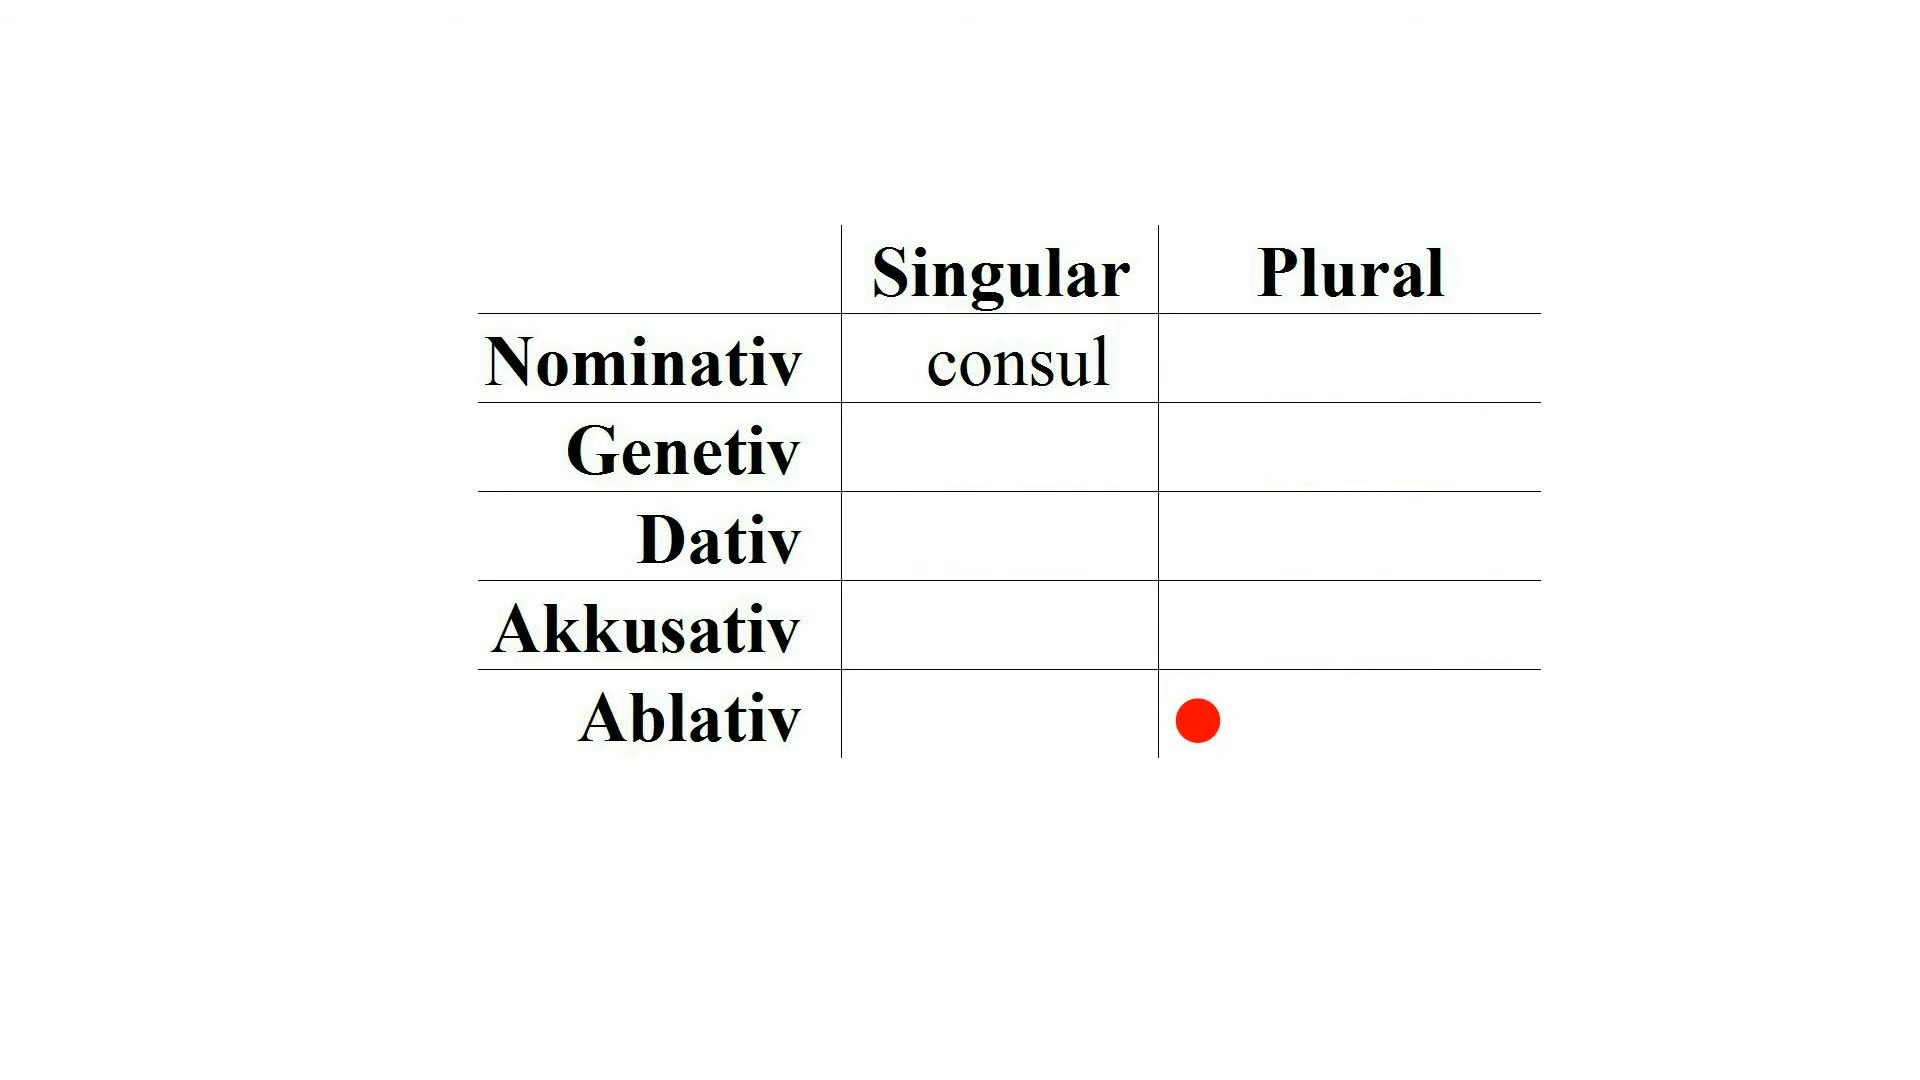 Singular Plural
Nominativ consul
Genetiv
Dativ
Akkusativ
Ablativ